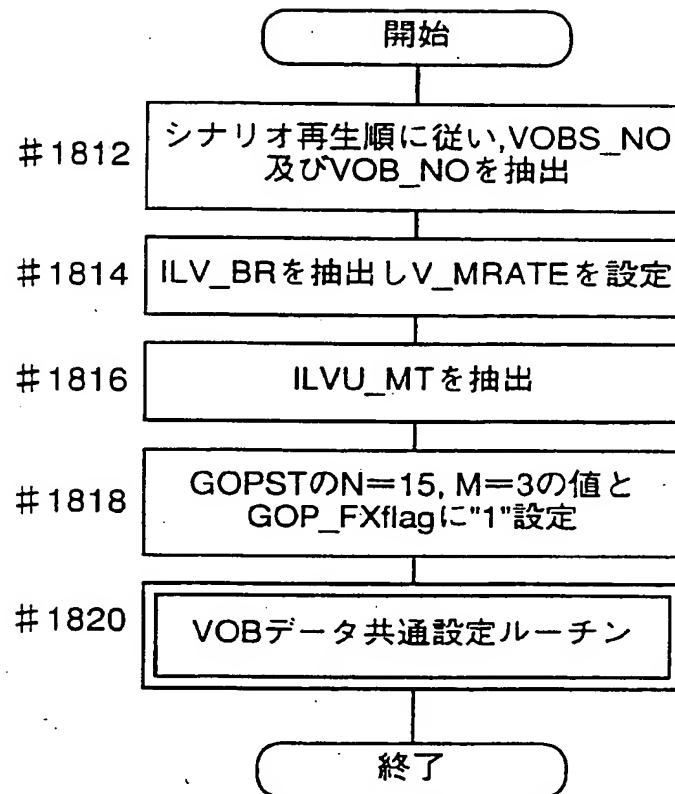 開始
#1812
シナリオ再生順に従い,VOBS_NO
及びVOB_NOを抽出
#1814
ILV_BRを抽出しV_MRATEを設定
#1816
ILVU_MTを抽出
#1818
GOPSTのN=15, M=3の値と
GOP_FXflagに"1"設定
#1820
VOBデータ共通設定ルーチン
終了